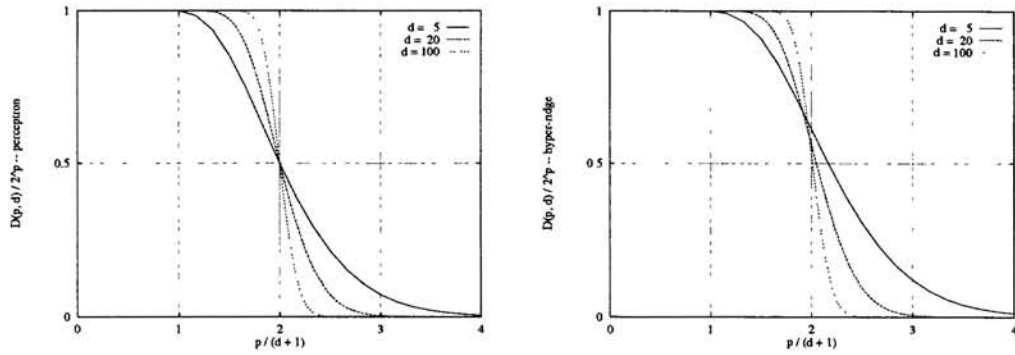 D(p, d) / 2^p -- perceptron
1
0.5
0
0
1
2
3
4
p / (d + 1)
d = 5
d = 20
d = 100
D(p, d) / 2^p -- hyper-ndge
1
0 5
0
0
1
2
3
4
p / (d + 1)
d = 5
d = 20
d = 100